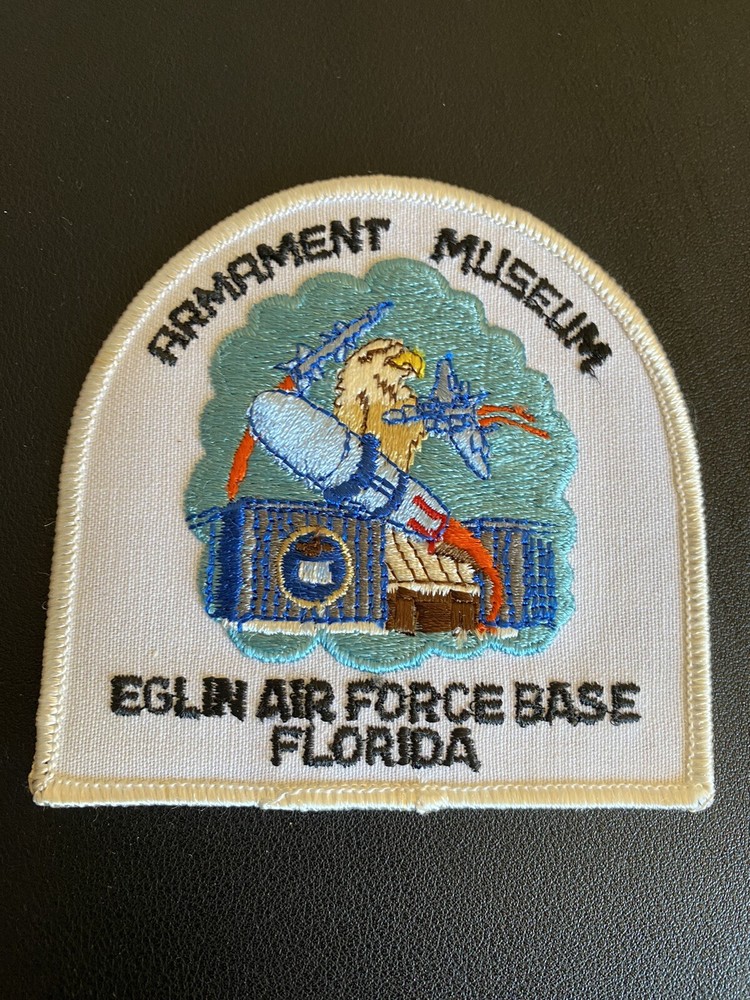 ARMAMENT MUSEUM
EGLIN AIR FORCE BASE
FLORIDA